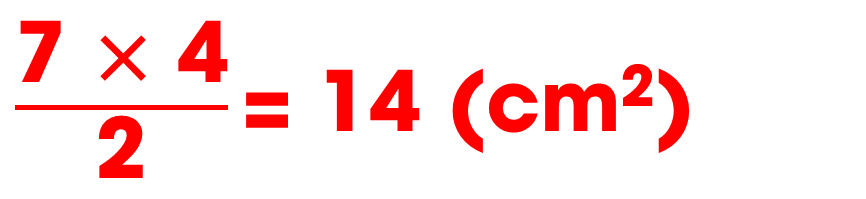 7 × 4
2
= 14 (cm²)